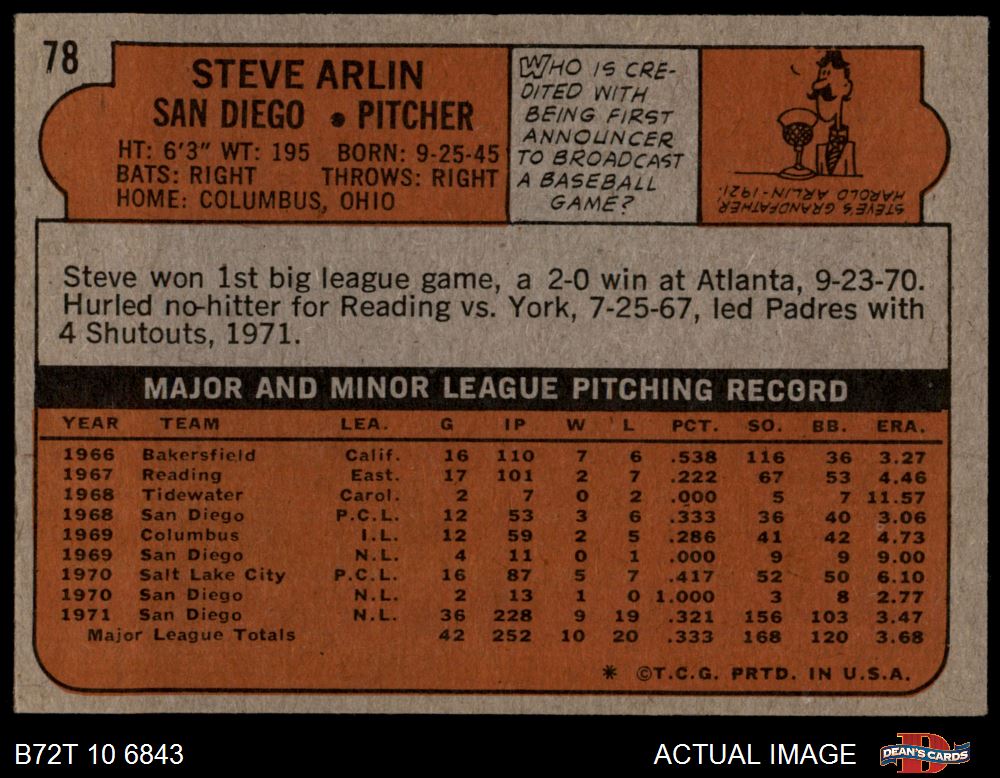 78
STEVE ARLIN
SAN DIEGO • PITCHER
HT: 6'3" WT: 195 BORN: 9-25-45
BATS: RIGHT THROWS: RIGHT
HOME: COLUMBUS, OHIO
WHO IS CRE-
DITED WITH
BEING FIRST
ANNOUNCER
TO BROADCAST
A BASEBALL
GAME?
STEVE'S GRANDFATHER
HAROLD ARLIN-1921.
Steve won 1st big league game, a 2-0 win at Atlanta, 9-23-70.
Hurled no-hitter for Reading vs. York, 7-25-67, led Padres with
4 Shutouts, 1971.
MAJOR AND MINOR LEAGUE PITCHING RECORD
YEAR TEAM LEA. G IP W L PCT. SO. BB. ERA.
1966 Bakersfield Calif. 16 110 7 6 .538 116 36 3.27
1967 Reading East. 17 101 2 7 .222 67 53 4.46
1968 Tidewater Carol. 2 7 0 2 .000 5 7 11.57
1968 San Diego P.C.L. 12 53 3 6 .333 36 40 3.06
1969 Columbus I.L. 12 59 2 5 .286 41 42 4.73
1969 San Diego N.L. 4 11 0 1 .000 9 9 9.00
1970 Salt Lake City P.C.L. 16 87 5 7 .417 52 50 6.10
1970 San Diego N.L. 2 13 1 0 1.000 3 8 2.77
1971 San Diego N.L. 36 228 9 19 .321 156 103 3.47
Major League Totals 42 252 10 20 .333 168 120 3.68
* ©T.C.G. PRTD. IN U.S.A.
B72T 10 6843
ACTUAL IMAGE
D
DEAN'S CARDS